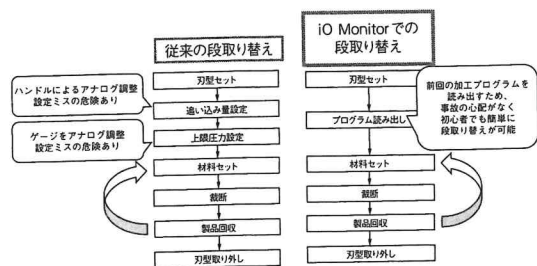 従来の段取り替え
刃型セット
ハンドルによるアナログ調整
設定ミスの危険あり
追い込み量設定
ゲージをアナログ調整
設定ミスの危険あり
上限圧力設定
材料セット
裁断
製品回収
刃型取り外し
iO Monitorでの
段取り替え
刃型セット
プログラム読み出し
前回の加工プログラムを
読み出すため、
事故の心配がなく
初心者でも簡単に
段取り替えが可能
材料セット
裁断
製品回収
刃型取り外し